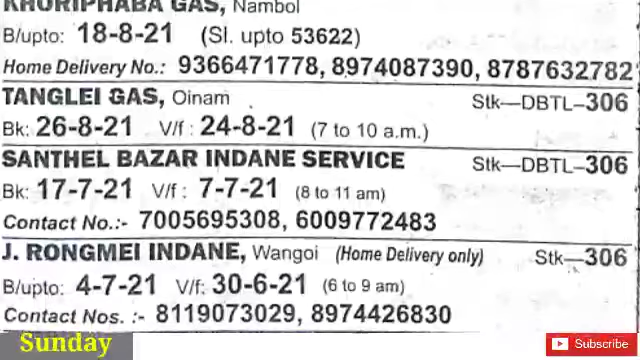 KHORIPHABA GAS, Nambol
B/upto: 18-8-21 (Sl. upto 53622)
Home Delivery No.: 9366471778, 8974087390, 8787632782
TANGLEI GAS, Oinam Stk—DBTL–306
Bk: 26-8-21 V/f : 24-8-21 (7 to 10 a.m.)
SANTHEL BAZAR INDANE SERVICE Stk—DBTL–306
Bk: 17-7-21 V/f : 7-7-21 (8 to 11 am)
Contact No.:- 7005695308, 6009772483
J. RONGMEI INDANE, Wangoi (Home Delivery only) Stk—306
B/upto: 4-7-21 V/f: 30-6-21 (6 to 9 am)
Contact Nos. :- 8119073029, 8974426830
Sunday
Subscribe